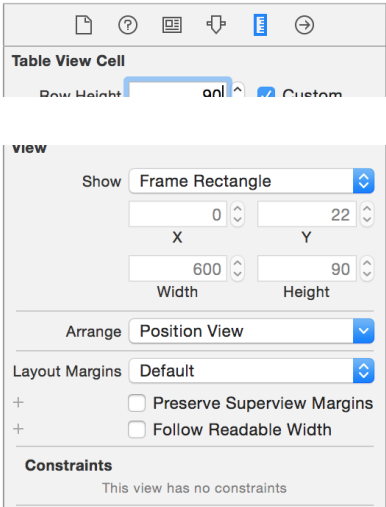 Table View Cell
Row Height 90 Custom
View
Show Frame Rectangle
0 22
X Y
600 90
Width Height
Arrange Position View
Layout Margins Default
+ Preserve Superview Margins
+ Follow Readable Width
Constraints
This view has no constraints